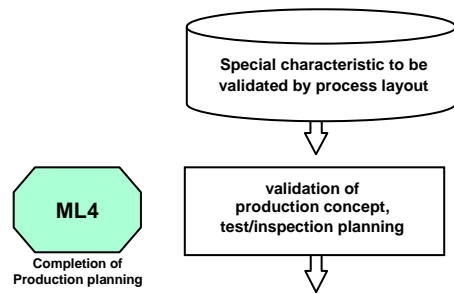 Special characteristic to be
validated by process layout
validation of
production concept,
test/inspection planning
ML4
Completion of
Production planning